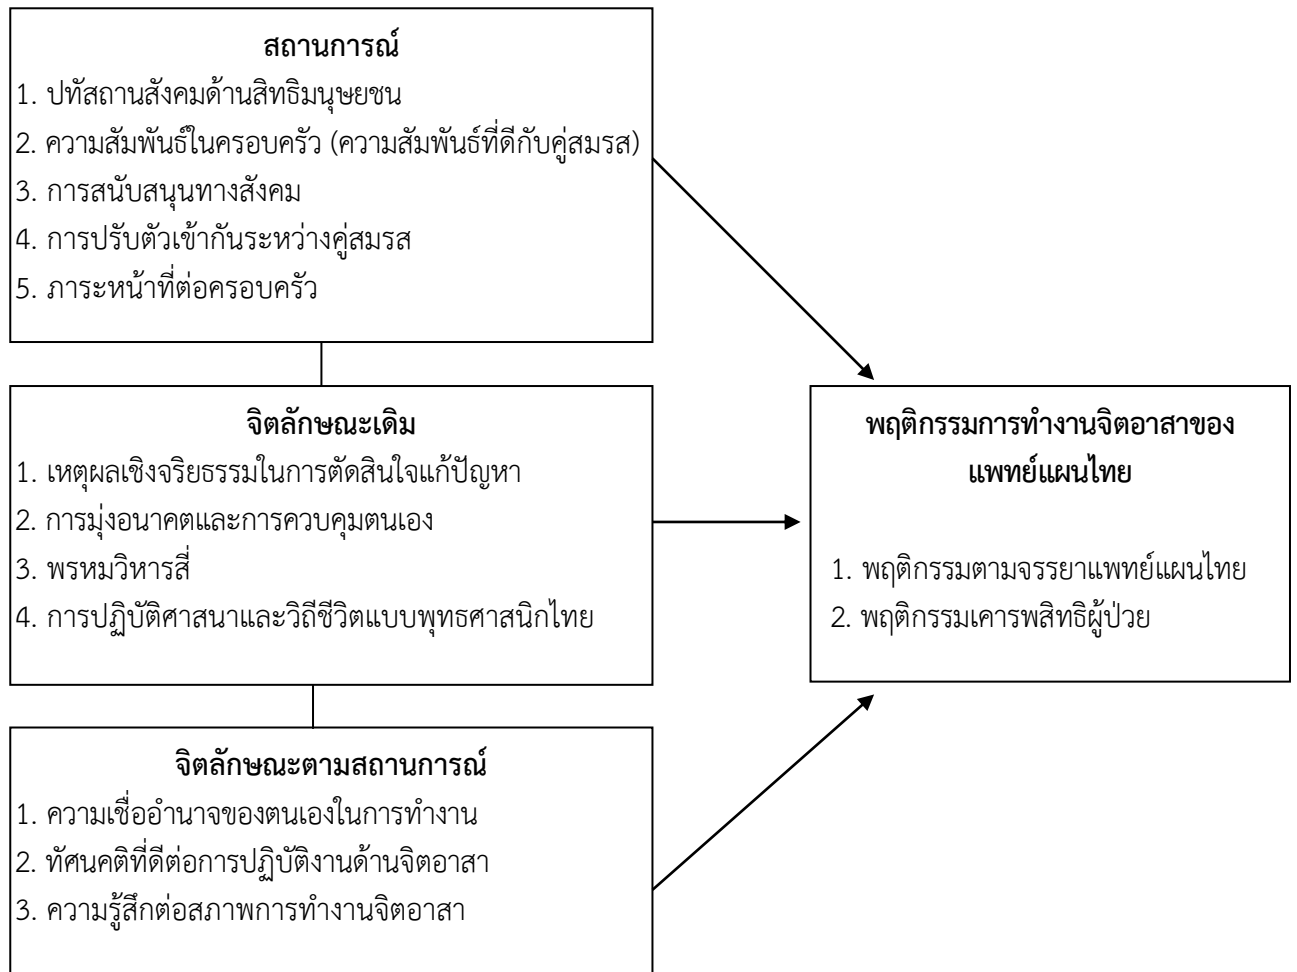 สถานการณ์
1. ปทัสถานสังคมด้านสิทธิมนุษยชน
2. ความสัมพันธ์ในครอบครัว (ความสัมพันธ์ที่ดีกับคู่สมรส)
3. การสนับสนุนทางสังคม
4. การปรับตัวเข้ากันระหว่างคู่สมรส
5. ภาระหน้าที่ต่อครอบครัว
จิตลักษณะเดิม
1. เหตุผลเชิงจริยธรรมในการตัดสินใจแก้ปัญหา
2. การมุ่งอนาคตและการควบคุมตนเอง
3. พรหมวิหารสี่
4. การปฏิบัติศาสนาและวิถีชีวิตแบบพุทธศาสนิกไทย
จิตลักษณะตามสถานการณ์
1. ความเชื่ออำนาจของตนเองในการทำงาน
2. ทัศนคติที่ดีต่อการปฏิบัติงานด้านจิตอาสา
3. ความรู้สึกต่อสภาพการทำงานจิตอาสา
พฤติกรรมการทำงานจิตอาสาของ
แพทย์แผนไทย
1. พฤติกรรมตามจรรยาแพทย์แผนไทย
2. พฤติกรรมเคารพสิทธิผู้ป่วย